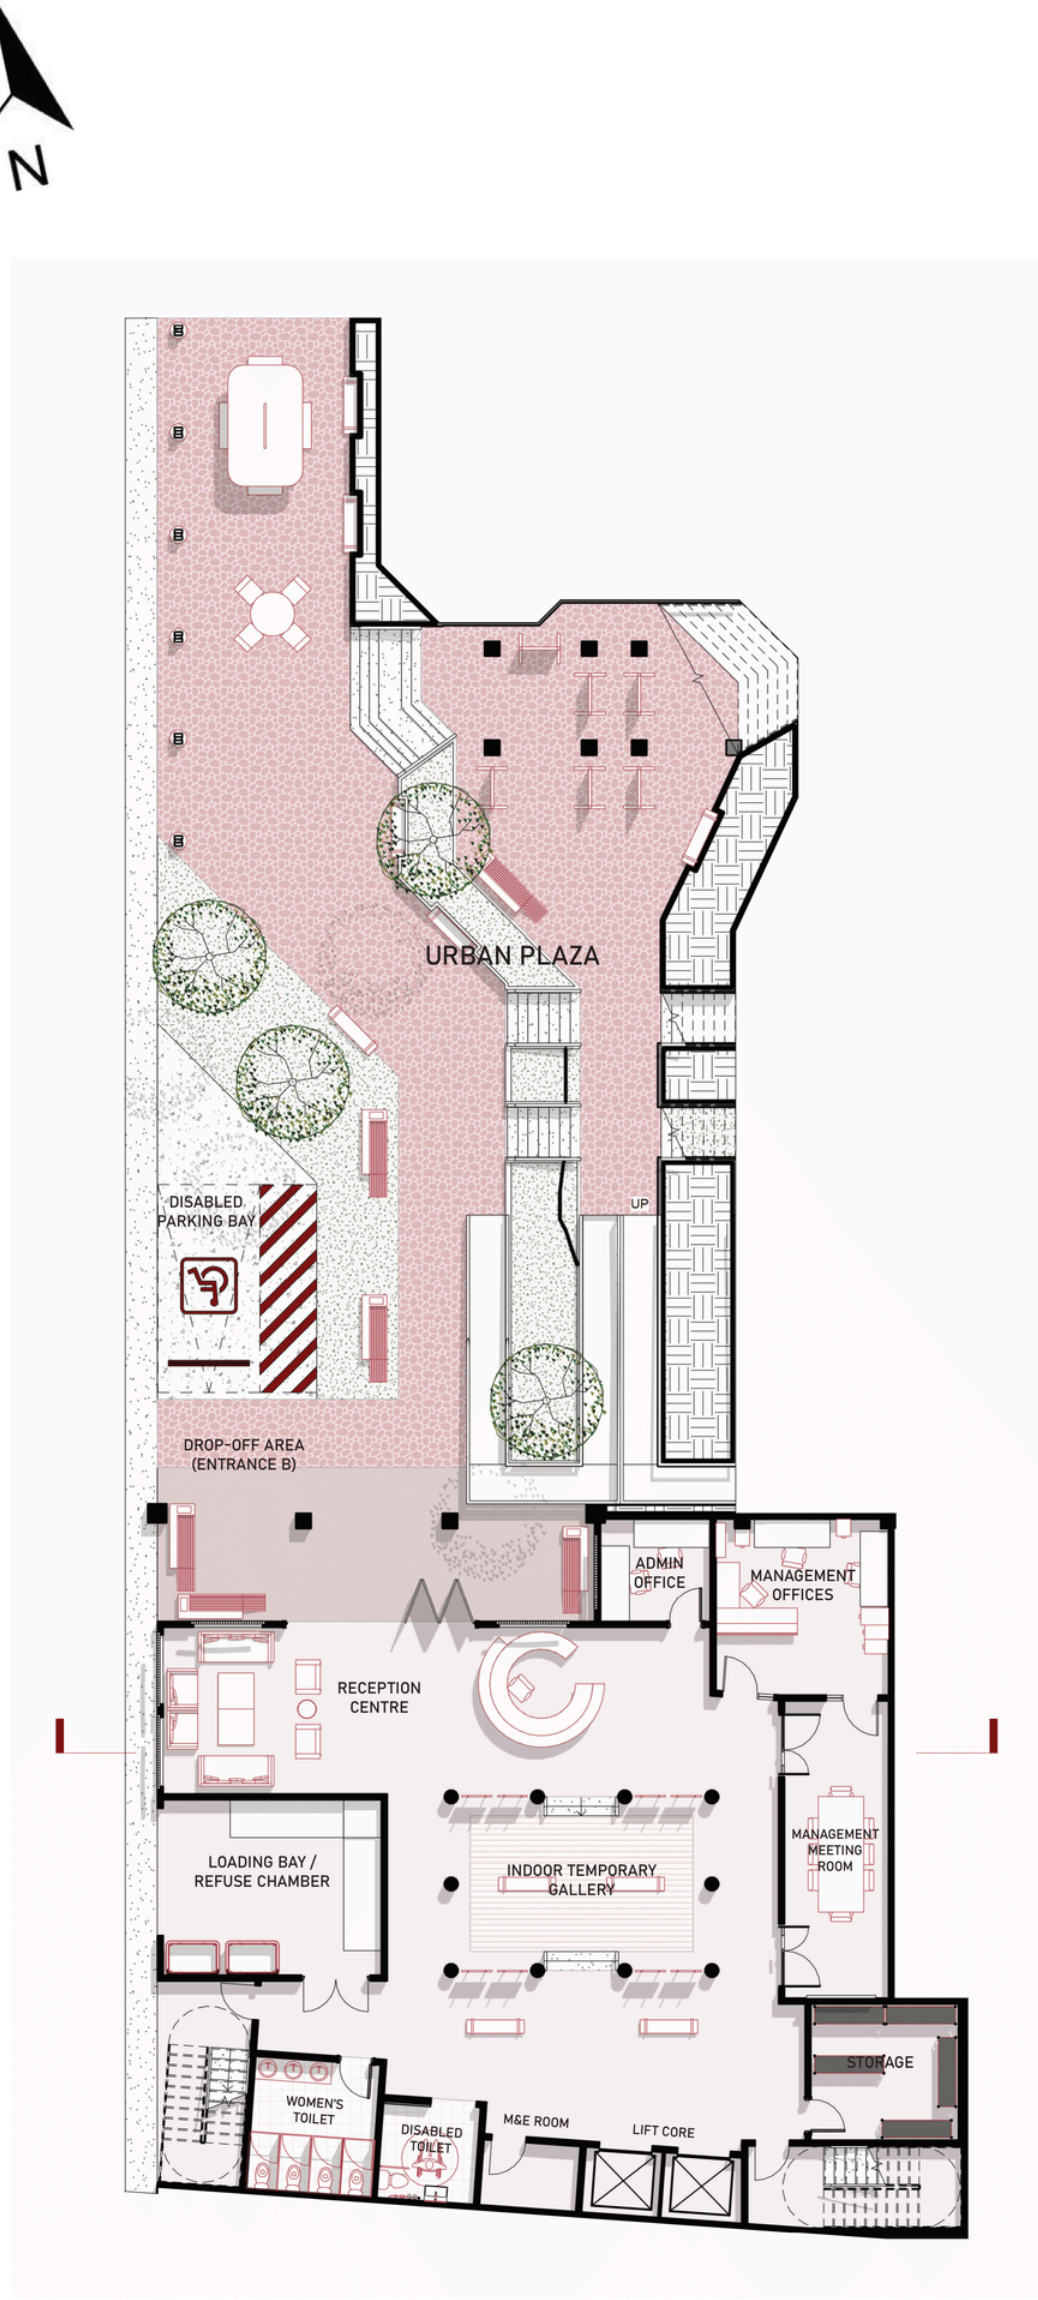 N
URBAN PLAZA
DISABLED
PARKING BAY
UP
DROP-OFF AREA
(ENTRANCE B)
ADMIN
OFFICE
MANAGEMENT
OFFICES
RECEPTION
CENTRE
MANAGEMENT
MEETING
ROOM
LOADING BAY /
REFUSE CHAMBER
INDOOR TEMPORARY
GALLERY
STORAGE
WOMEN'S
TOILET
DISABLED
TOILET
M&E ROOM
LIFT CORE